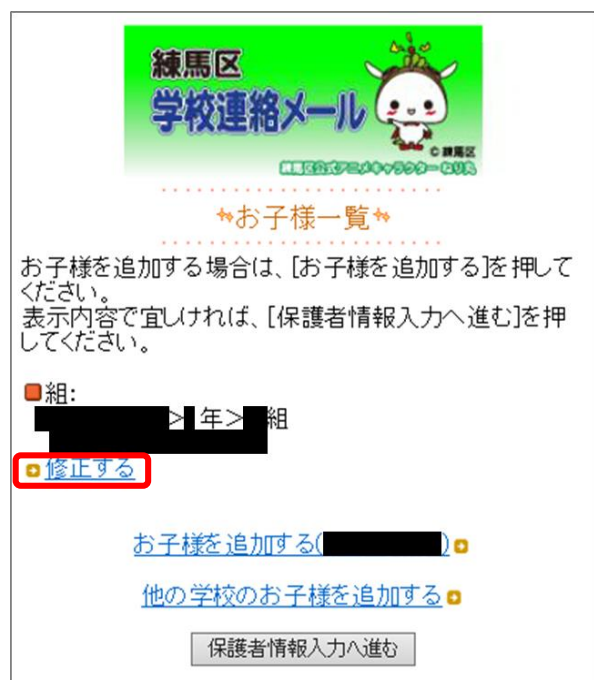 練馬区
学校連絡メール
© 練馬区
練馬区公式アニメキャラクター ねり丸
お子様一覧
お子様を追加する場合は、[お子様を追加する]を押して
ください。
表示内容で宜しければ、[保護者情報入力へ進む]を押
してください。
組:
> 年> 組
修正する
お子様を追加する( )
他の学校のお子様を追加する
保護者情報入力へ進む